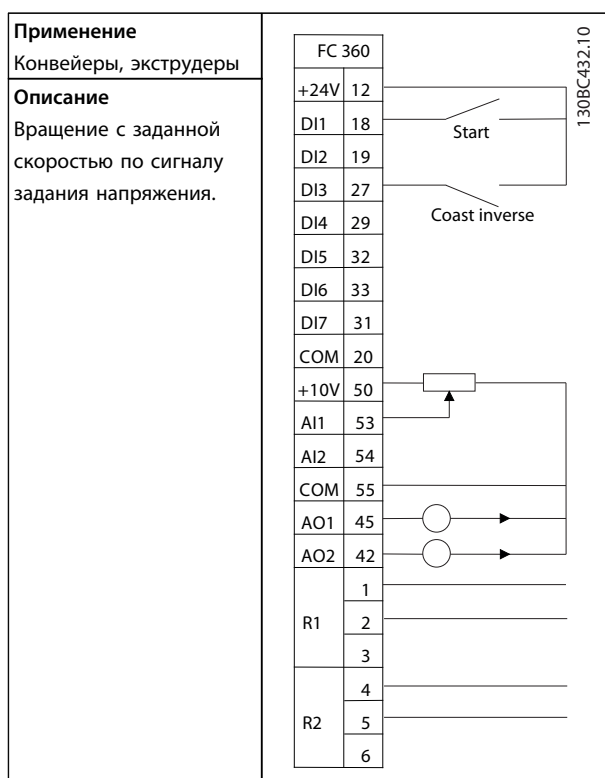 Применение
Конвейеры, экструдеры
Описание
Вращение с заданной
скоростью по сигналу
задания напряжения.
FC 360
+24V 12
DI1 18
Start
DI2 19
DI3 27
Coast inverse
DI4 29
DI5 32
DI6 33
DI7 31
COM 20
+10V 50
AI1 53
AI2 54
COM 55
AO1 45
AO2 42
R1
1
2
3
R2
4
5
6
130BC432.10